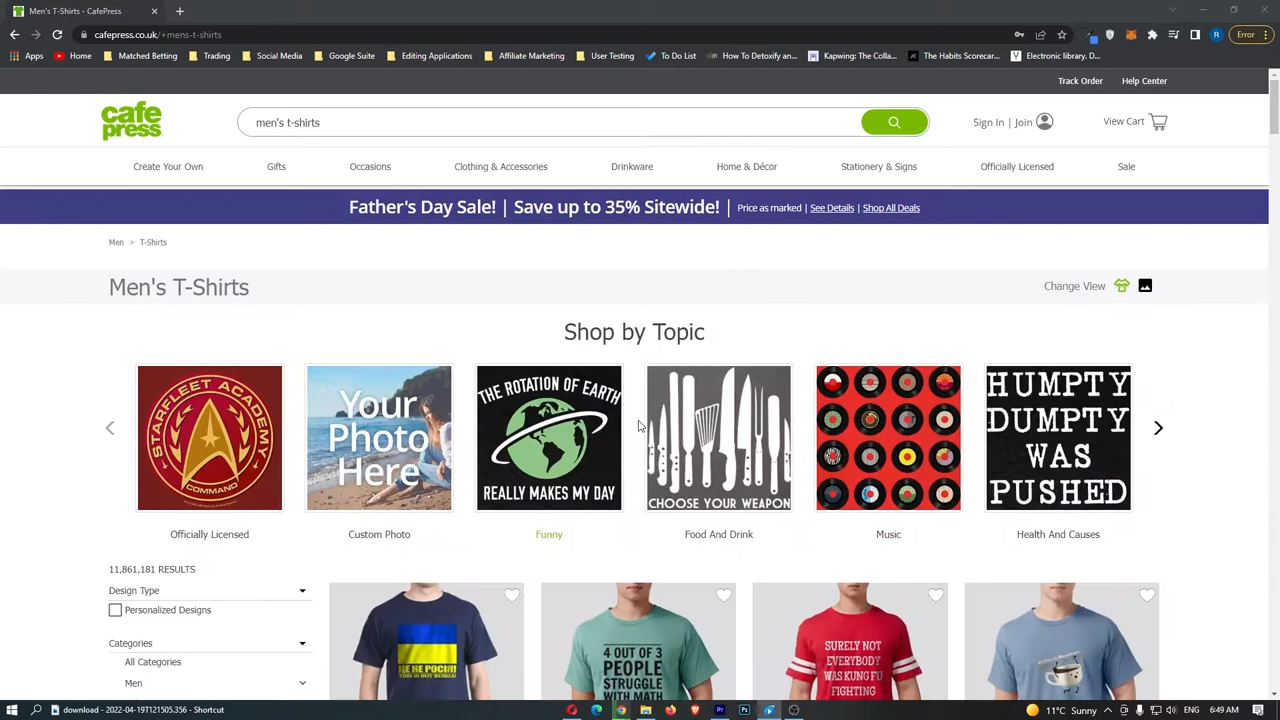 Men's T-Shirts - CafePress
cafepress.co.uk/+mens-t-shirts
Error
Apps
Home
Matched Betting
Trading
Social Media
Google Suite
Editing Applications
Affiliate Marketing
User Testing
To Do List
How To Detoxify an...
Kapwing: The Colla...
The Habits Scorecar...
Electronic library. D...
Track Order
Help Center
cafe
press
men's t-shirts
Sign In | Join
View Cart
Create Your Own
Gifts
Occasions
Clothing & Accessories
Drinkware
Home & Décor
Stationery & Signs
Officially Licensed
Sale
Father's Day Sale! | Save up to 35% Sitewide! | Price as marked | See Details | Shop All Deals
Men > T-Shirts
Men's T-Shirts
Change View
Shop by Topic
STARFLEET ACADEMY
COMMAND
Your
Photo
Here
THE ROTATION OF EARTH
REALLY MAKES MY DAY
CHOOSE YOUR WEAPON
HUMPTY
DUMPTY
WAS
PUSHED
Officially Licensed
Custom Photo
Funny
Food And Drink
Music
Health And Causes
11,861,181 RESULTS
Design Type
Personalized Designs
Categories
All Categories
Men
THIS IS NOT RUSSIA!
4 OUT OF 3
PEOPLE
STRUGGLE
WITH MATH
SURELY NOT
EVERYBODY
WAS KUNG FU
FIGHTING
download - 2022-04-19T121505.356 - Shortcut
11°C Sunny
ENG
6:49 AM